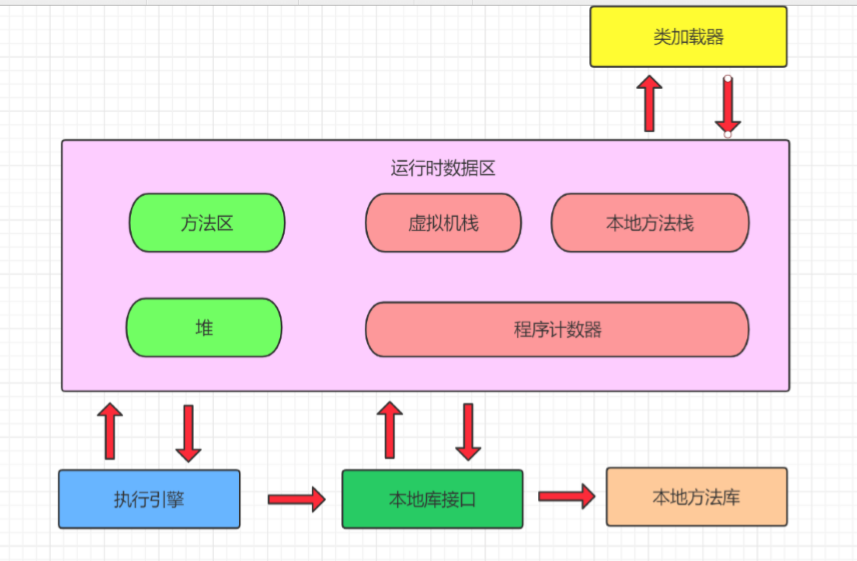 类加载器
运行时数据区
方法区
虚拟机栈
本地方法栈
堆
程序计数器
执行引擎
本地库接口
本地方法库